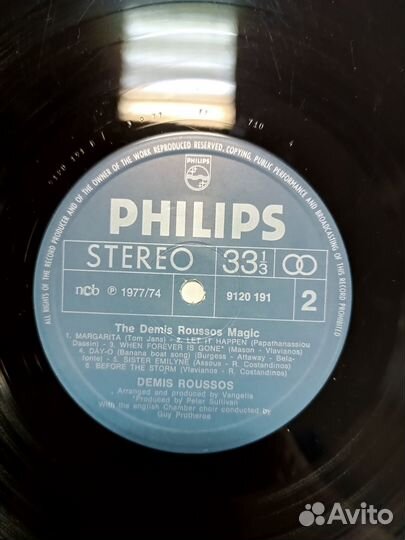 ALL RIGHTS OF THE RECORD PRODUCER AND OF THE OWNER OF THE WORK REPRODUCED RESERVED, COPYING, PUBLIC PERFORMANCE AND BROADCASTING OF THIS RECORD PROHIBITED
PHILIPS
PHILIPS
STEREO 33 1/3
ncb ℗ 1977/74 9120 191 2
The Demis Roussos Magic
1. MARGARITA (Tom Jans) - 2. LET IT HAPPEN (Papathanassiou
Dassin) - 3. WHEN FOREVER IS GONE* (Mason - Vlavianos)
4. DAY-O (Banana boat song) (Burgess - Attaway - Bela-
fonte) - 5. SISTER EMILYNE (Assous - R. Costandinos)
6. BEFORE THE STORM (Vlavianos - R. Costandinos)
DEMIS ROUSSOS
Arranged and produced by Vangelis
*Produced by Peter Sullivan
With the english Chamber choir conducted by
Guy Protheroe
Avito